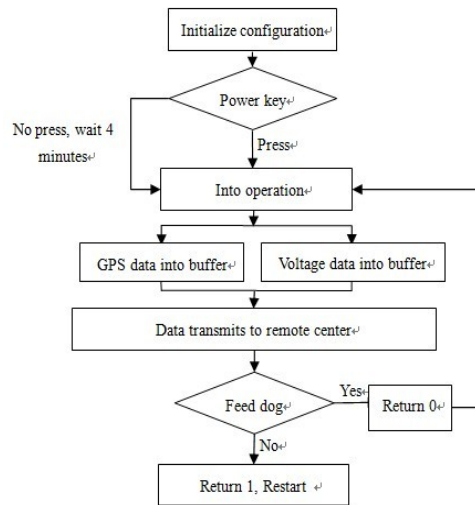 Initialize configuration↵
Power key↵
No press, wait 4
minutes↵
Press↵
Into operation↵
GPS data into buffer↵
Voltage data into buffer↵
Data transmits to remote center↵
Feed dog↵
Yes↵
Return 0↵
No↵
Return 1, Restart ↵